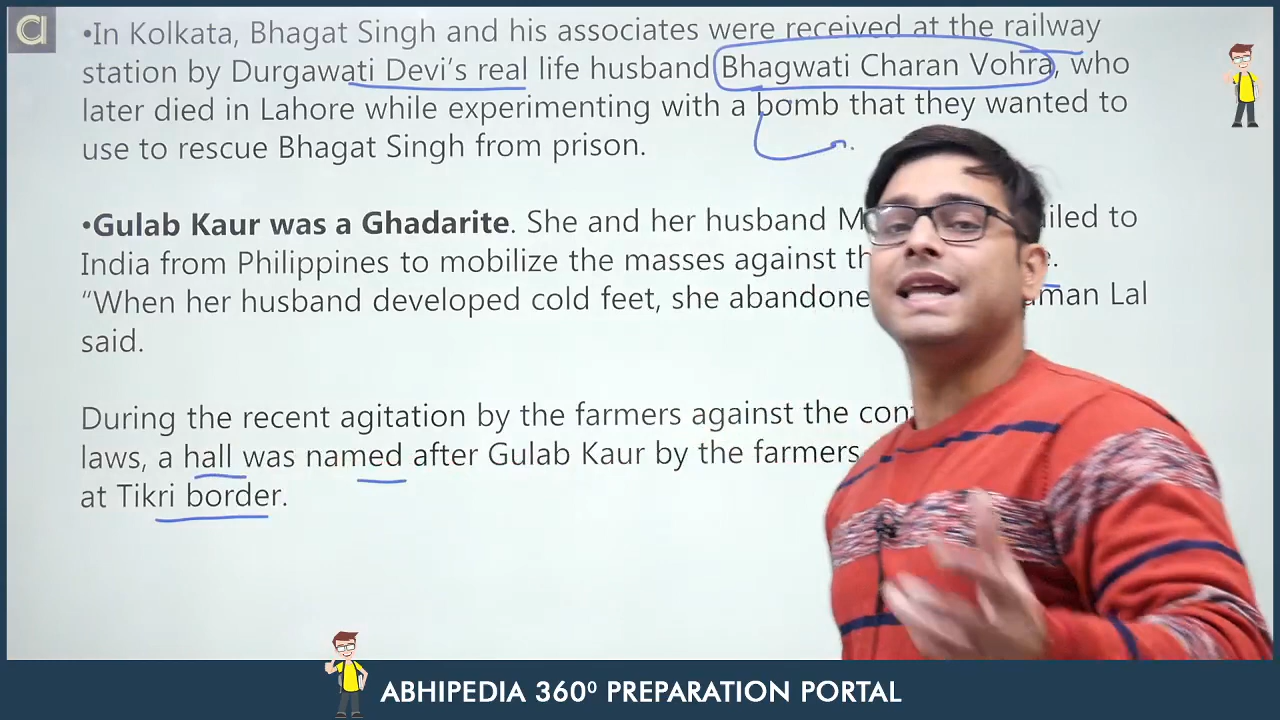 •In Kolkata, Bhagat Singh and his associates were received at the railway
station by Durgawati Devi’s real life husband Bhagwati Charan Vohra, who
later died in Lahore while experimenting with a bomb that they wanted to
use to rescue Bhagat Singh from prison.
•Gulab Kaur was a Ghadarite. She and her husband to
India from Philippines to mobilize the masses against
“When her husband developed cold feet, she Lal
said.
During the recent agitation by the farmers against the
laws, a hall was named after Gulab Kaur by the farmers
at Tikri border.
ABHIPEDIA 360⁰ PREPARATION PORTAL